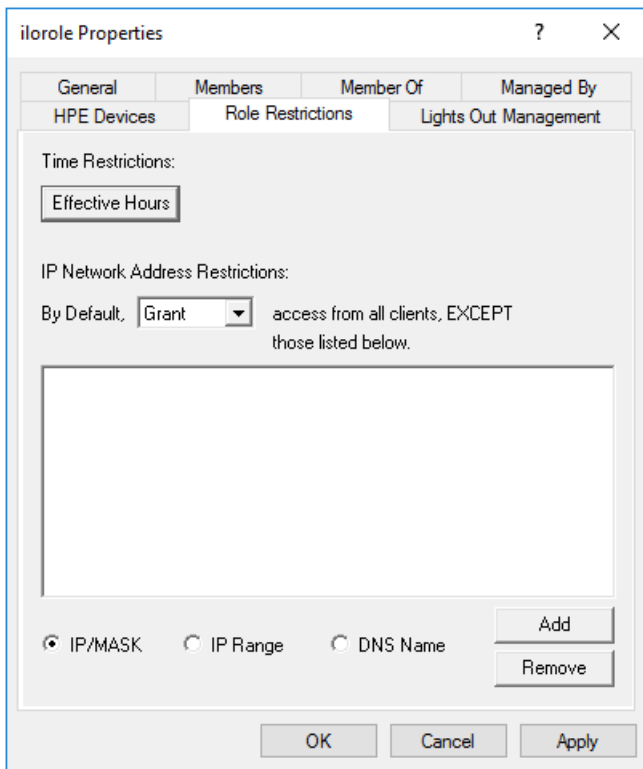 ilorole Properties ?
General Members Member Of Managed By
HPE Devices Role Restrictions Lights Out Management
Time Restrictions:
Effective Hours
IP Network Address Restrictions:
By Default, Grant access from all clients, EXCEPT
those listed below.
IP/MASK IP Range DNS Name
Add
Remove
OK Cancel Apply